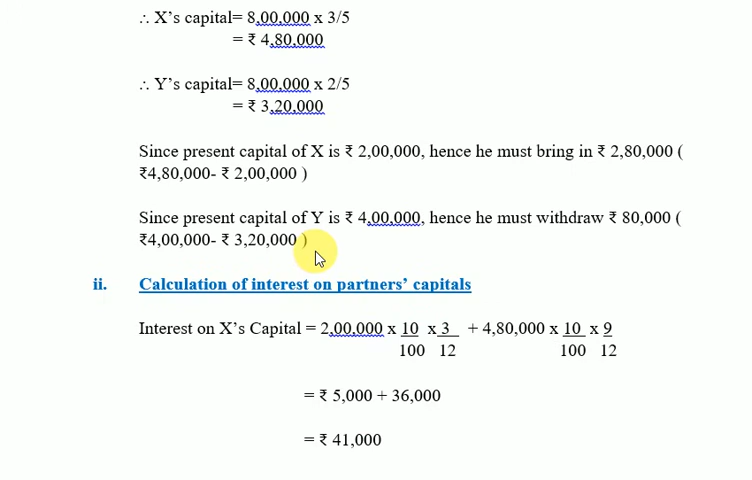 ∴ X's capital= 8,00,000 x 3/5
= ₹ 4,80,000
∴ Y's capital= 8,00,000 x 2/5
= ₹ 3,20,000
Since present capital of X is ₹ 2,00,000, hence he must bring in ₹ 2,80,000 (
₹4,80,000- ₹ 2,00,000 )
Since present capital of Y is ₹ 4,00,000, hence he must withdraw ₹ 80,000 (
₹4,00,000- ₹ 3,20,000 )
ii. Calculation of interest on partners' capitals
Interest on X's Capital = 2,00,000 x 10 x 3 + 4,80,000 x 10 x 9
100 12 100 12
= ₹ 5,000 + 36,000
= ₹ 41,000